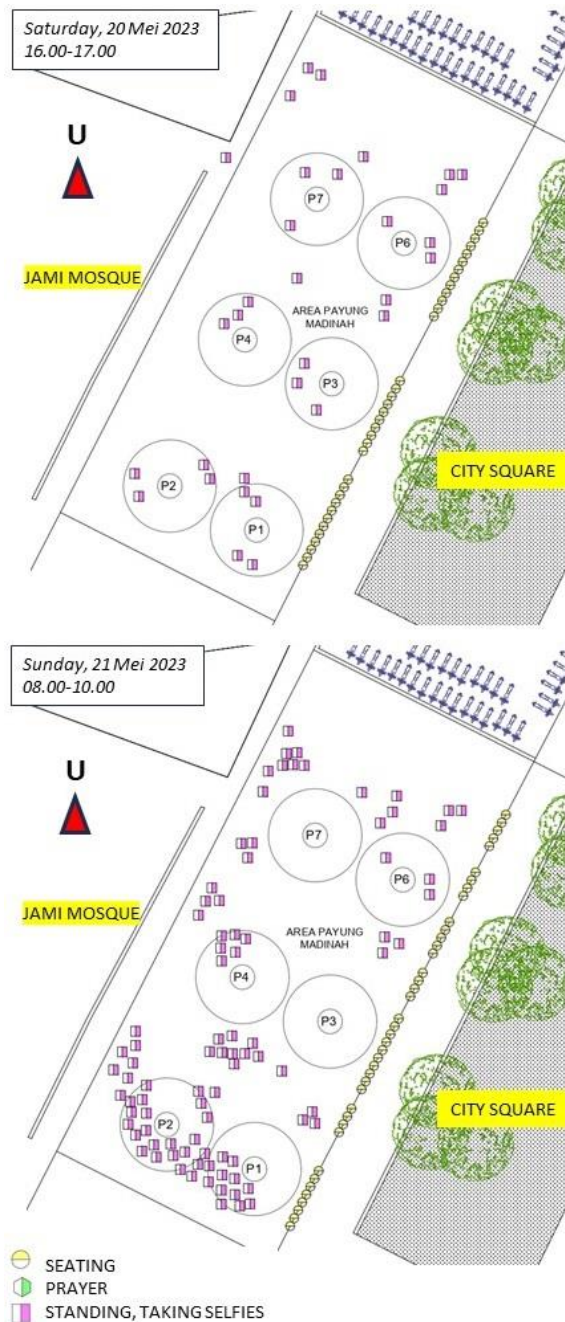 Saturday, 20 Mei 2023
16.00-17.00
U
P7
P6
JAMI MOSQUE
AREA PAYUNG
MADINAH
P4
P3
CITY SQUARE
P2
P1
Sunday, 21 Mei 2023
08.00-10.00
U
P7
P6
JAMI MOSQUE
AREA PAYUNG
MADINAH
P4
P3
CITY SQUARE
P2
P1
SEATING
PRAYER
STANDING, TAKING SELFIES